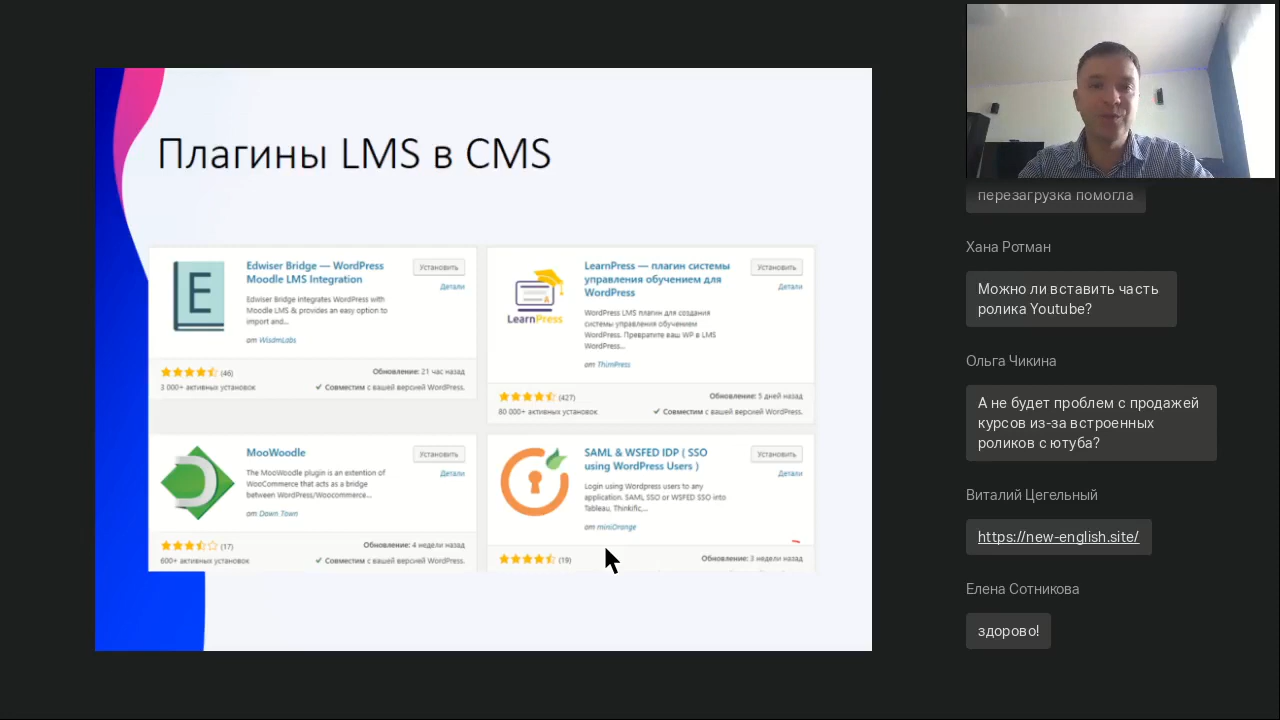 Плагины LMS в CMS
E
Edwiser Bridge — WordPress
Moodle LMS Integration
Установить
Детали
Edwiser Bridge integrates WordPress with
Moodle LMS & provides an easy option to
import and...
от WisdmLabs
(46)
Обновление: 21 час назад
3 000+ активных установок
Совместим с вашей версией WordPress.
LearnPress
LearnPress — плагин системы
управления обучением для
WordPress
Установить
Детали
WordPress LMS плагин для создания
системы управления обучением
WordPress. Превратите ваш WP в LMS
WordPress...
от ThimPress
(427)
Обновление: 5 дней назад
80 000+ активных установок
Совместим с вашей версией WordPress.
MooWoodle
Установить
Детали
The MooWoodle plugin is an extention of
WooCommerce that acts as a bridge
between WordPress/Woocommerce...
от Dawn Town
(17)
Обновление: 4 недели назад
600+ активных установок
Совместим с вашей версией WordPress.
SAML & WSFED IDP ( SSO
using WordPress Users )
Установить
Детали
Login using Wordpress users to any
application. SAML SSO or WSFED SSO into
Tableau, Thinkific,...
от miniOrange
(19)
Обновление: 3 недели назад
перезагрузка помогла
Хана Ротман
Можно ли вставить часть
ролика Youtube?
Ольга Чикина
А не будет проблем с продажей
курсов из-за встроенных
роликов с ютуба?
Виталий Цегельный
https://new-english.site/
Елена Сотникова
здорово!